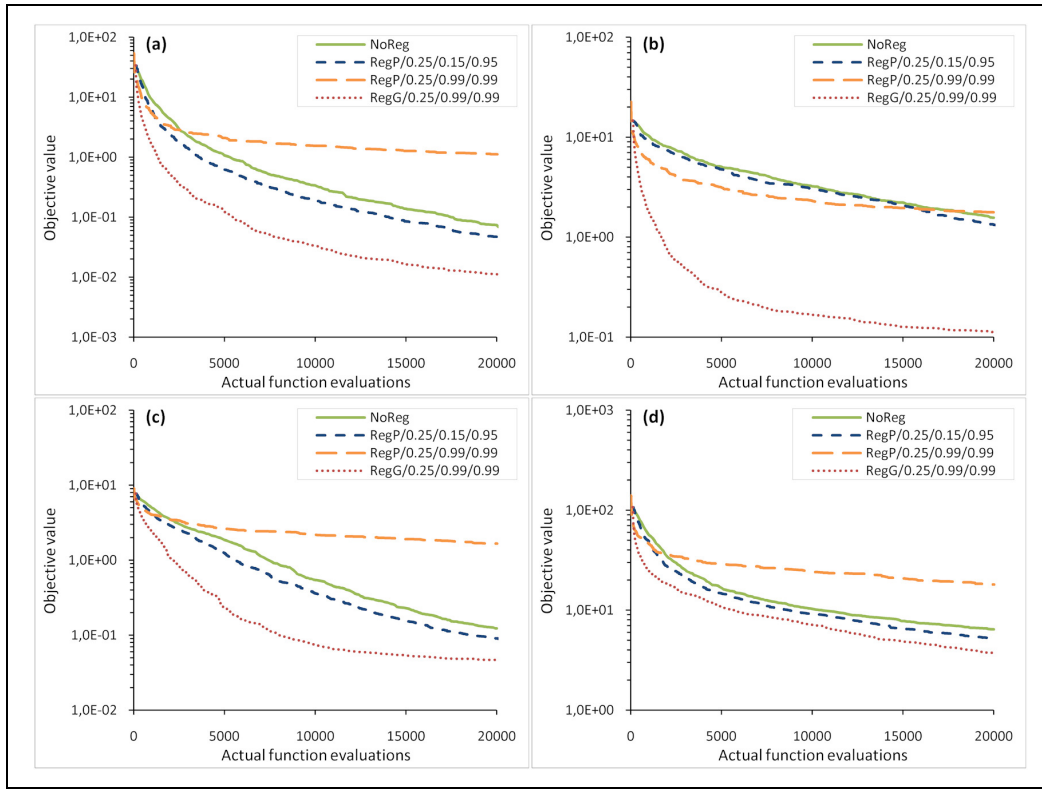 (a)
NoReg
RegP/0.25/0.15/0.95
RegP/0.25/0.99/0.99
RegG/0.25/0.99/0.99
1,0E+02
1,0E+01
1,0E+00
1,0E-01
1,0E-02
1,0E-03
Objective value
0 5000 10000 15000 20000
Actual function evaluations
(b)
NoReg
RegP/0.25/0.15/0.95
RegP/0.25/0.99/0.99
RegG/0.25/0.99/0.99
1,0E+02
1,0E+01
1,0E+00
1,0E-01
Objective value
0 5000 10000 15000 20000
Actual function evaluations
(c)
NoReg
RegP/0.25/0.15/0.95
RegP/0.25/0.99/0.99
RegG/0.25/0.99/0.99
1,0E+02
1,0E+01
1,0E+00
1,0E-01
1,0E-02
Objective value
0 5000 10000 15000 20000
Actual function evaluations
(d)
NoReg
RegP/0.25/0.15/0.95
RegP/0.25/0.99/0.99
RegG/0.25/0.99/0.99
1,0E+03
1,0E+02
1,0E+01
1,0E+00
Objective value
0 5000 10000 15000 20000
Actual function evaluations